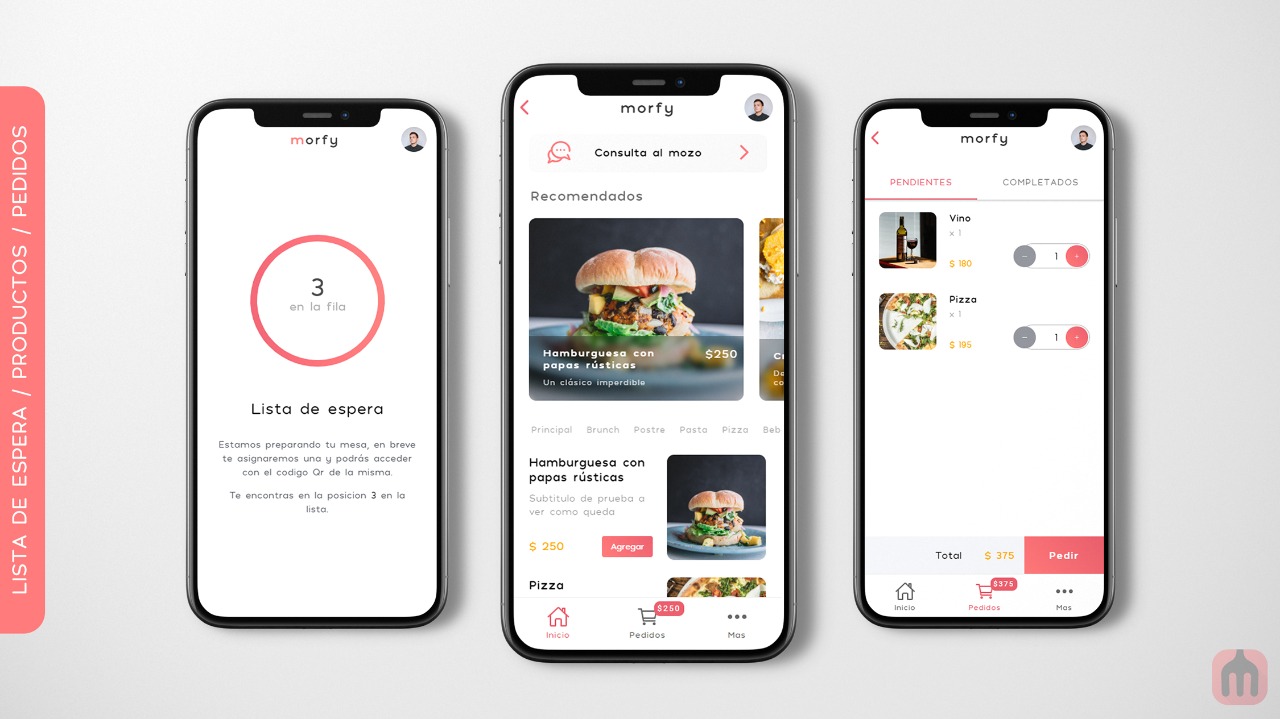 LISTA DE ESPERA / PRODUCTOS / PEDIDOS
morfy
3
en la fila
Lista de espera
Estamos preparando tu mesa, en breve
te asignaremos una y podrás acceder
con el codigo Qr de la misma.
Te encontras en la posicion 3 en la
lista.
morfy
Consulta al mozo
Recomendados
Hamburguesa con
papas rústicas
$250
Un clásico imperdible
Principal Brunch Postre Pasta Pizza Beb
Hamburguesa con
papas rústicas
Subtitulo de prueba a
ver como queda
$ 250
Agregar
Pizza
$250
Inicio Pedidos Mas
morfy
PENDIENTES COMPLETADOS
Vino
x 1
$ 180
1
Pizza
x 1
$ 195
1
Total $ 375 Pedir
$375
Inicio Pedidos Mas